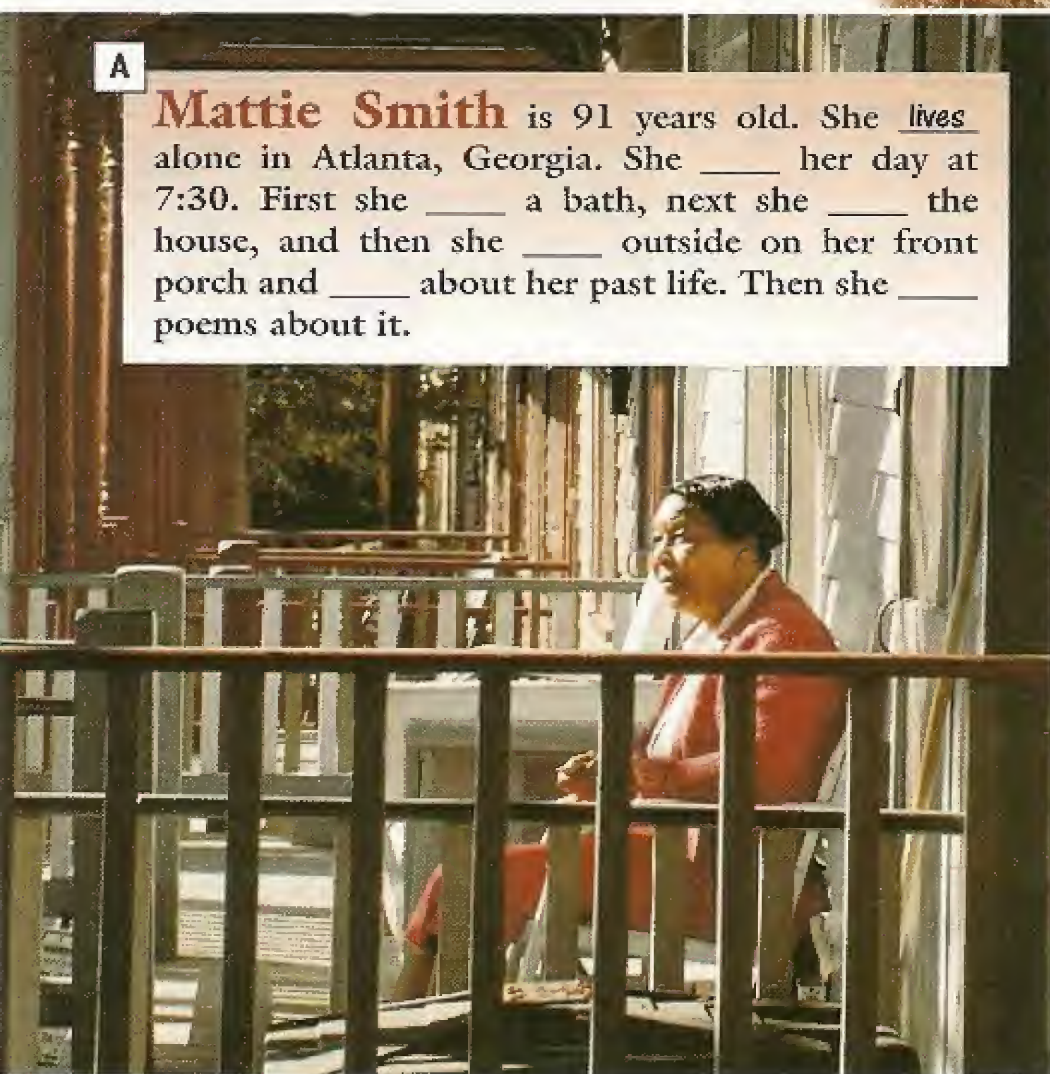 A
Mattie Smith is 91 years old. She lives
alone in Atlanta, Georgia. She ____ her day at
7:30. First she ____ a bath, next she ____ the
house, and then she ____ outside on her front
porch and ____ about her past life. Then she ____
poems about it.